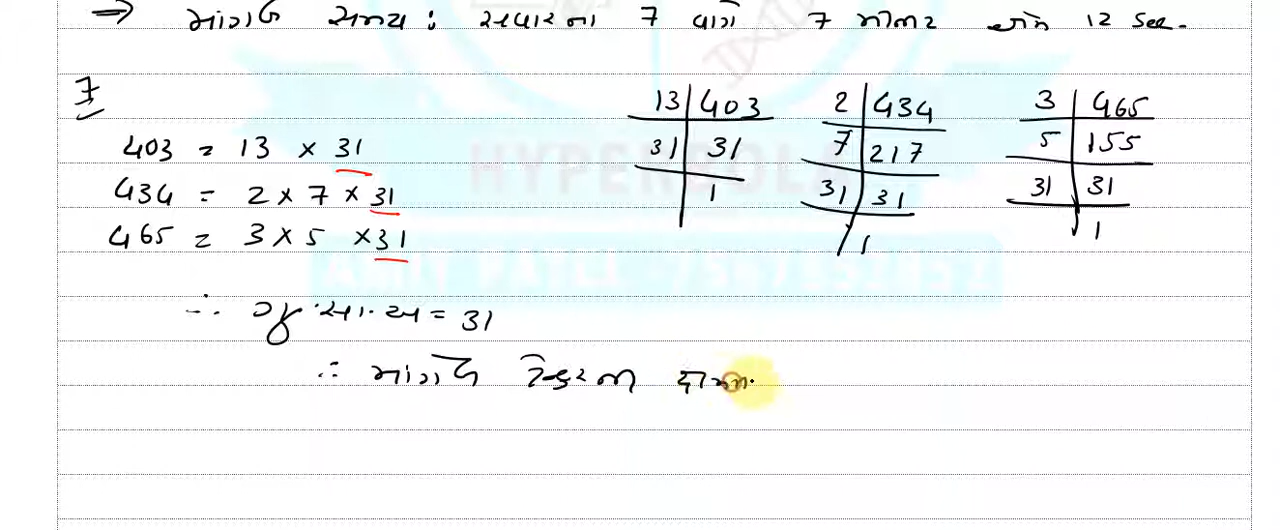 ⇒ માંગેલ સમય : સવારના 7 વાગે 7 મીનીટ અને 12 Sec.
7
403 = 13 × 31
434 = 2 × 7 × 31
465 = 3 × 5 × 31
13 | 403
31 | 31
1
2 | 434
7 | 217
31 | 31
1
3 | 465
5 | 155
31 | 31
1
HYPERBOLA
∴ ગુ.સા.અ = 31
∴ માંગેલ